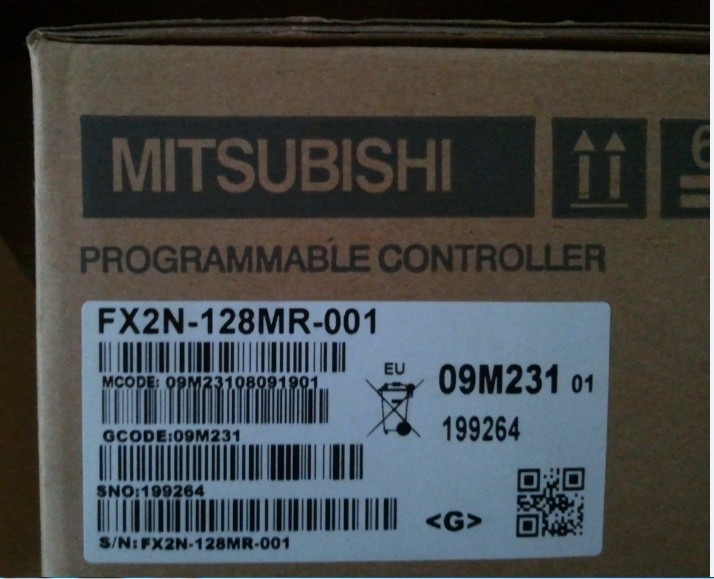 MITSUBISHI
PROGRAMMABLE CONTROLLER
FX2N-128MR-001
MCODE: 09M23108091901
GCODE:09M231
SNO:199264
S/N:FX2N-128MR-001
EU
09M231 01
199264
<G>